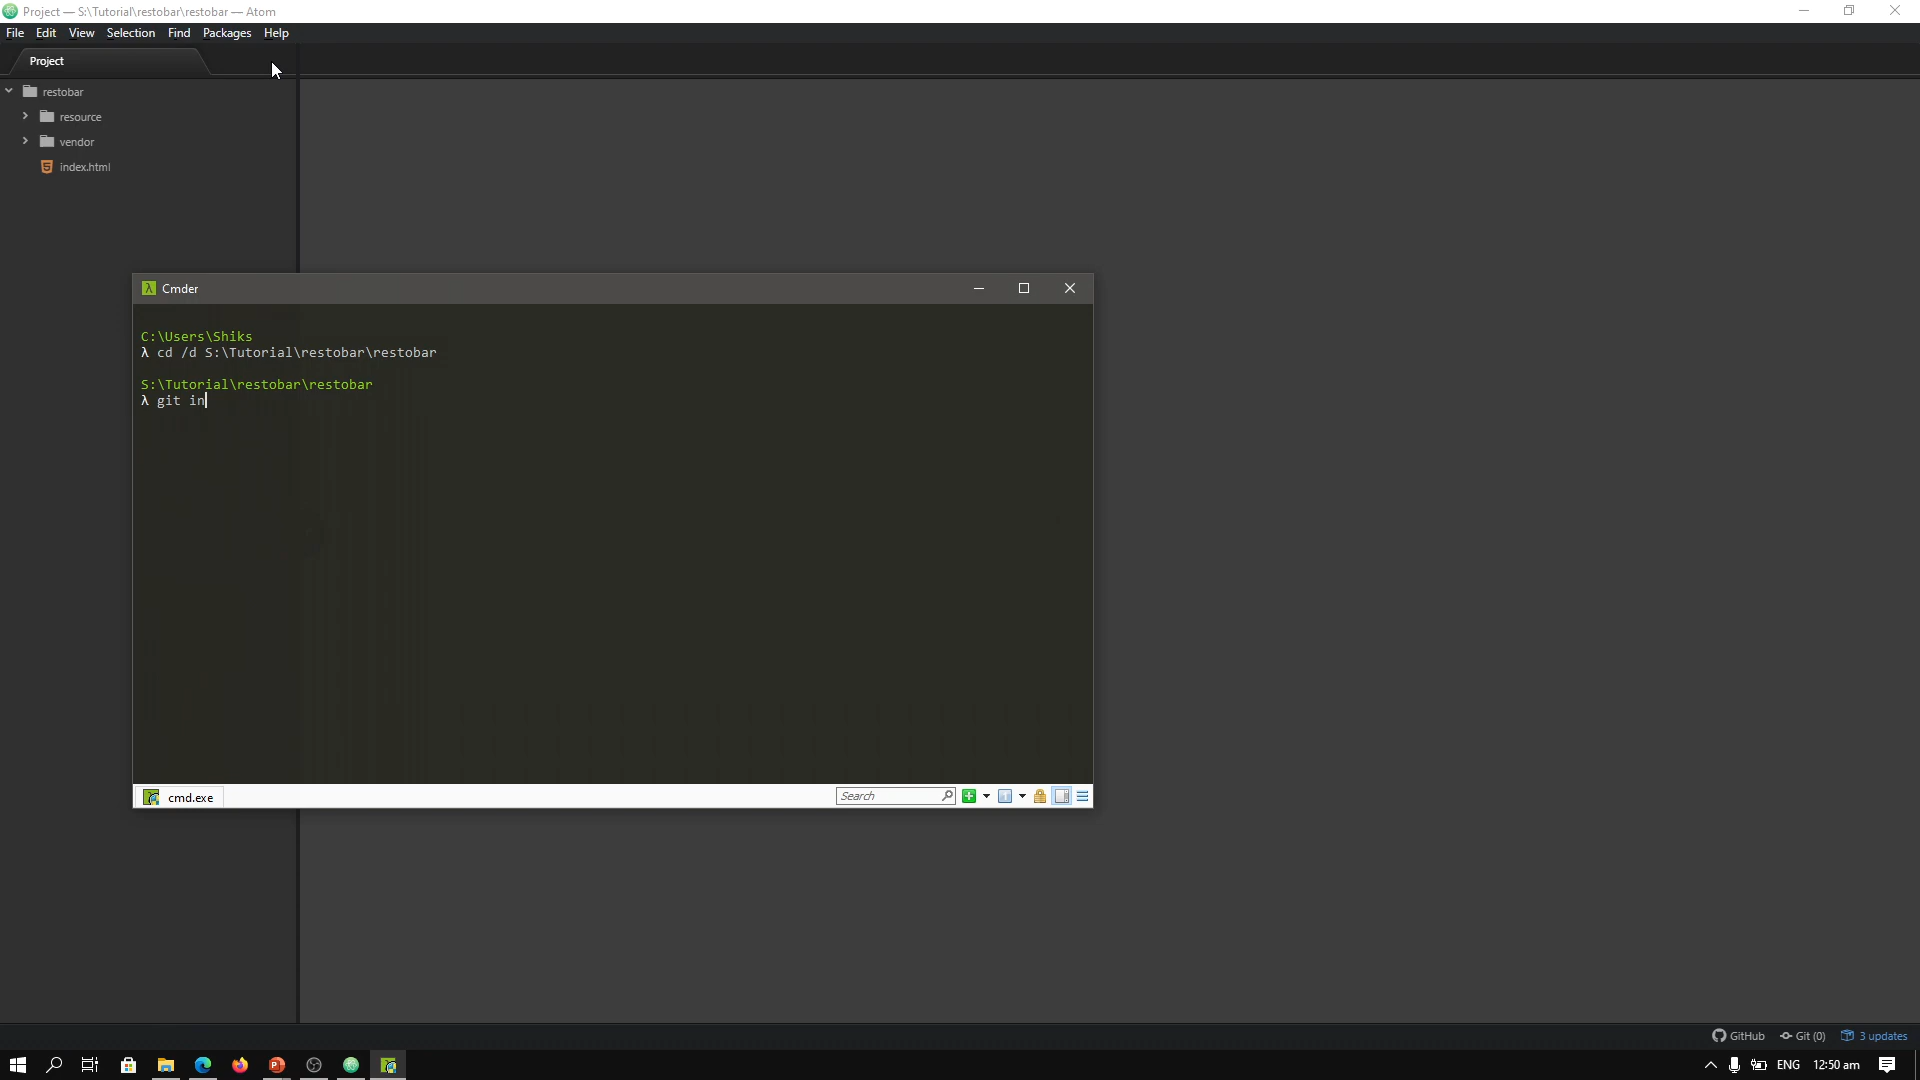 Project — S:\Tutorial\restobar\restobar — Atom
File Edit View Selection Find Packages Help
Project
restobar
resource
vendor
index.html
Cmder
C:\Users\Shiks
λ cd /d S:\Tutorial\restobar\restobar
S:\Tutorial\restobar\restobar
λ git in
cmd.exe
Search
GitHub Git (0) 3 updates
ENG 12:50 am